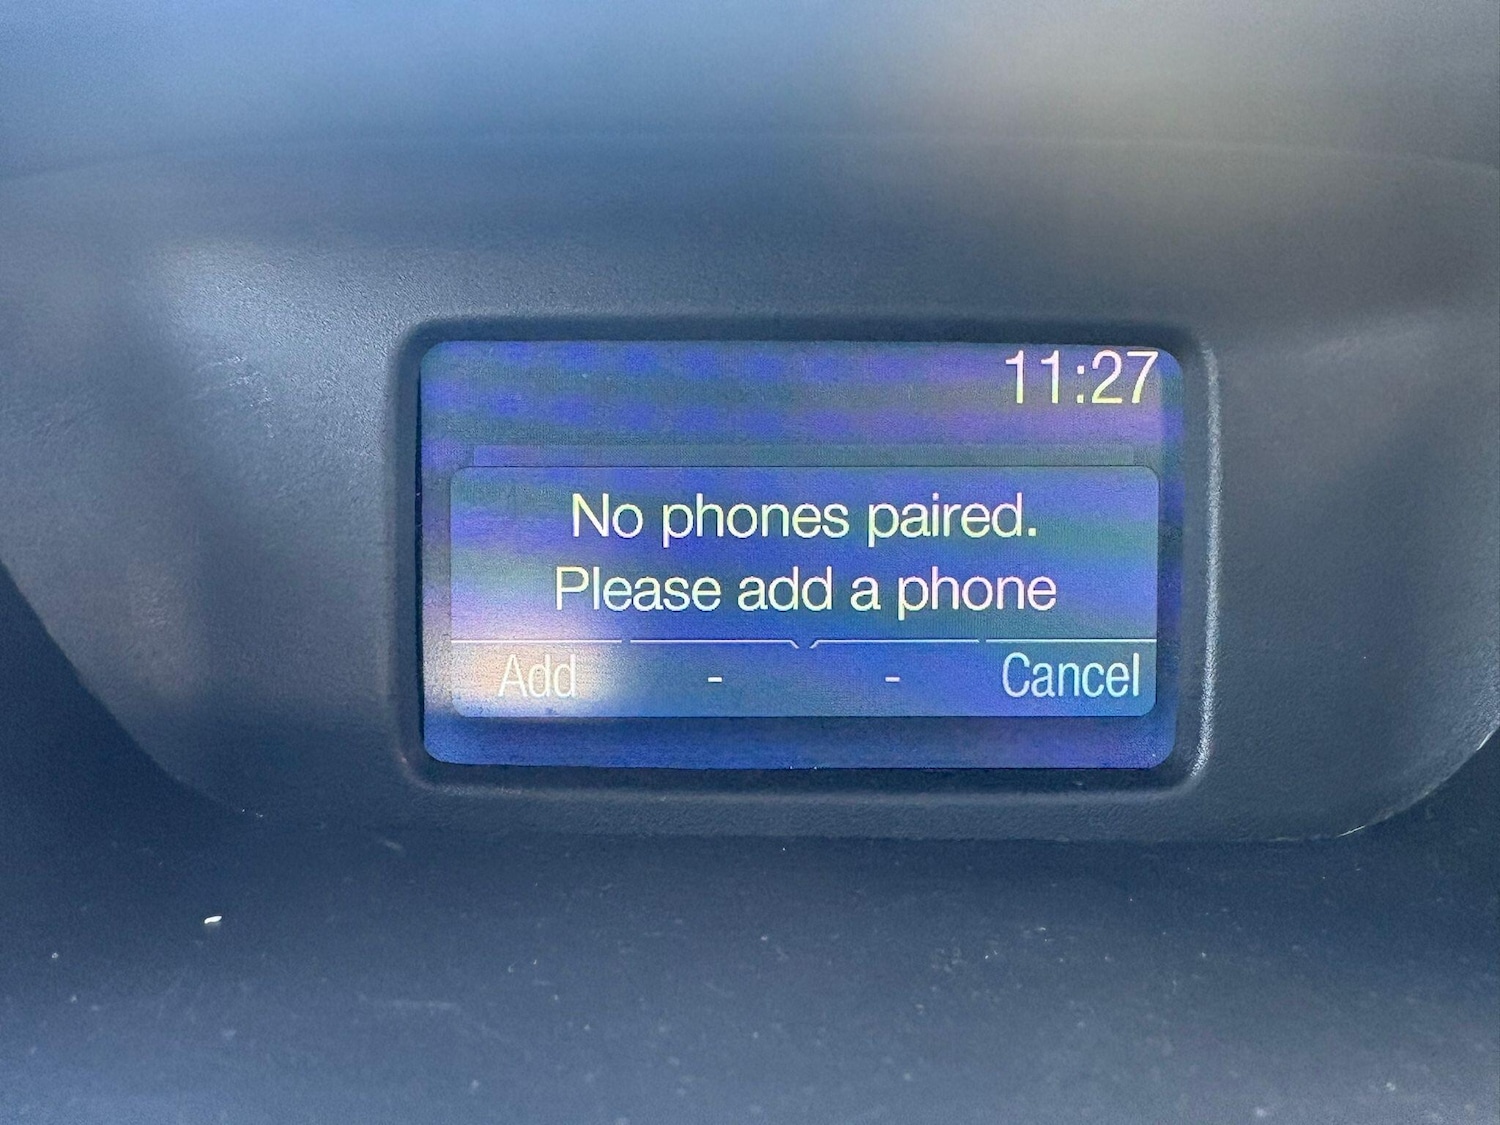 11:27
No phones paired.
Please add a phone
Add - - Cancel